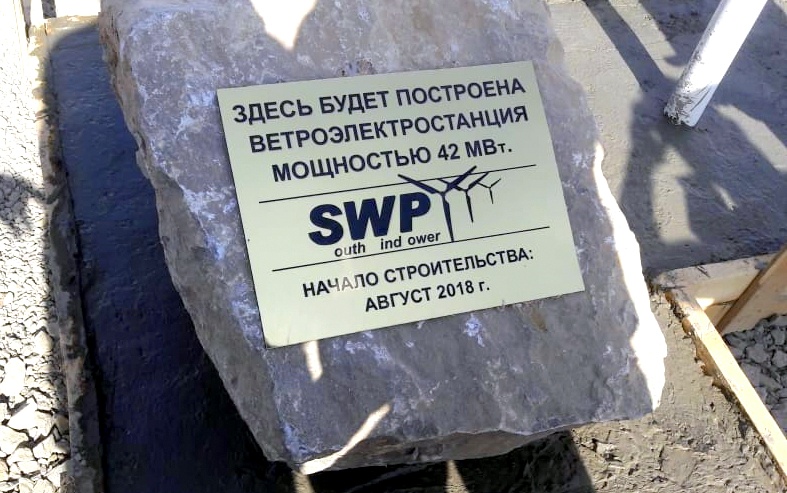 ЗДЕСЬ БУДЕТ ПОСТРОЕНА
ВЕТРОЭЛЕКТРОСТАНЦИЯ
МОЩНОСТЬЮ 42 МВт.
SWP
outh ind ower
НАЧАЛО СТРОИТЕЛЬСТВА:
АВГУСТ 2018 г.